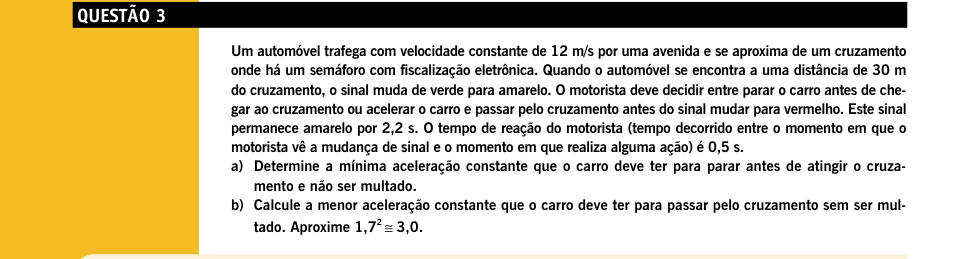 QUESTÃO 3
Um automóvel trafega com velocidade constante de 12 m/s por uma avenida e se aproxima de um cruzamento
onde há um semáforo com fiscalização eletrônica. Quando o automóvel se encontra a uma distância de 30 m
do cruzamento, o sinal muda de verde para amarelo. O motorista deve decidir entre parar o carro antes de che-
gar ao cruzamento ou acelerar o carro e passar pelo cruzamento antes do sinal mudar para vermelho. Este sinal
permanece amarelo por 2,2 s. O tempo de reação do motorista (tempo decorrido entre o momento em que o
motorista vê a mudança de sinal e o momento em que realiza alguma ação) é 0,5 s.
a) Determine a mínima aceleração constante que o carro deve ter para parar antes de atingir o cruza-
mento e não ser multado.
b) Calcule a menor aceleração constante que o carro deve ter para passar pelo cruzamento sem ser mul-
tado. Aproxime 1,7² ≅ 3,0.